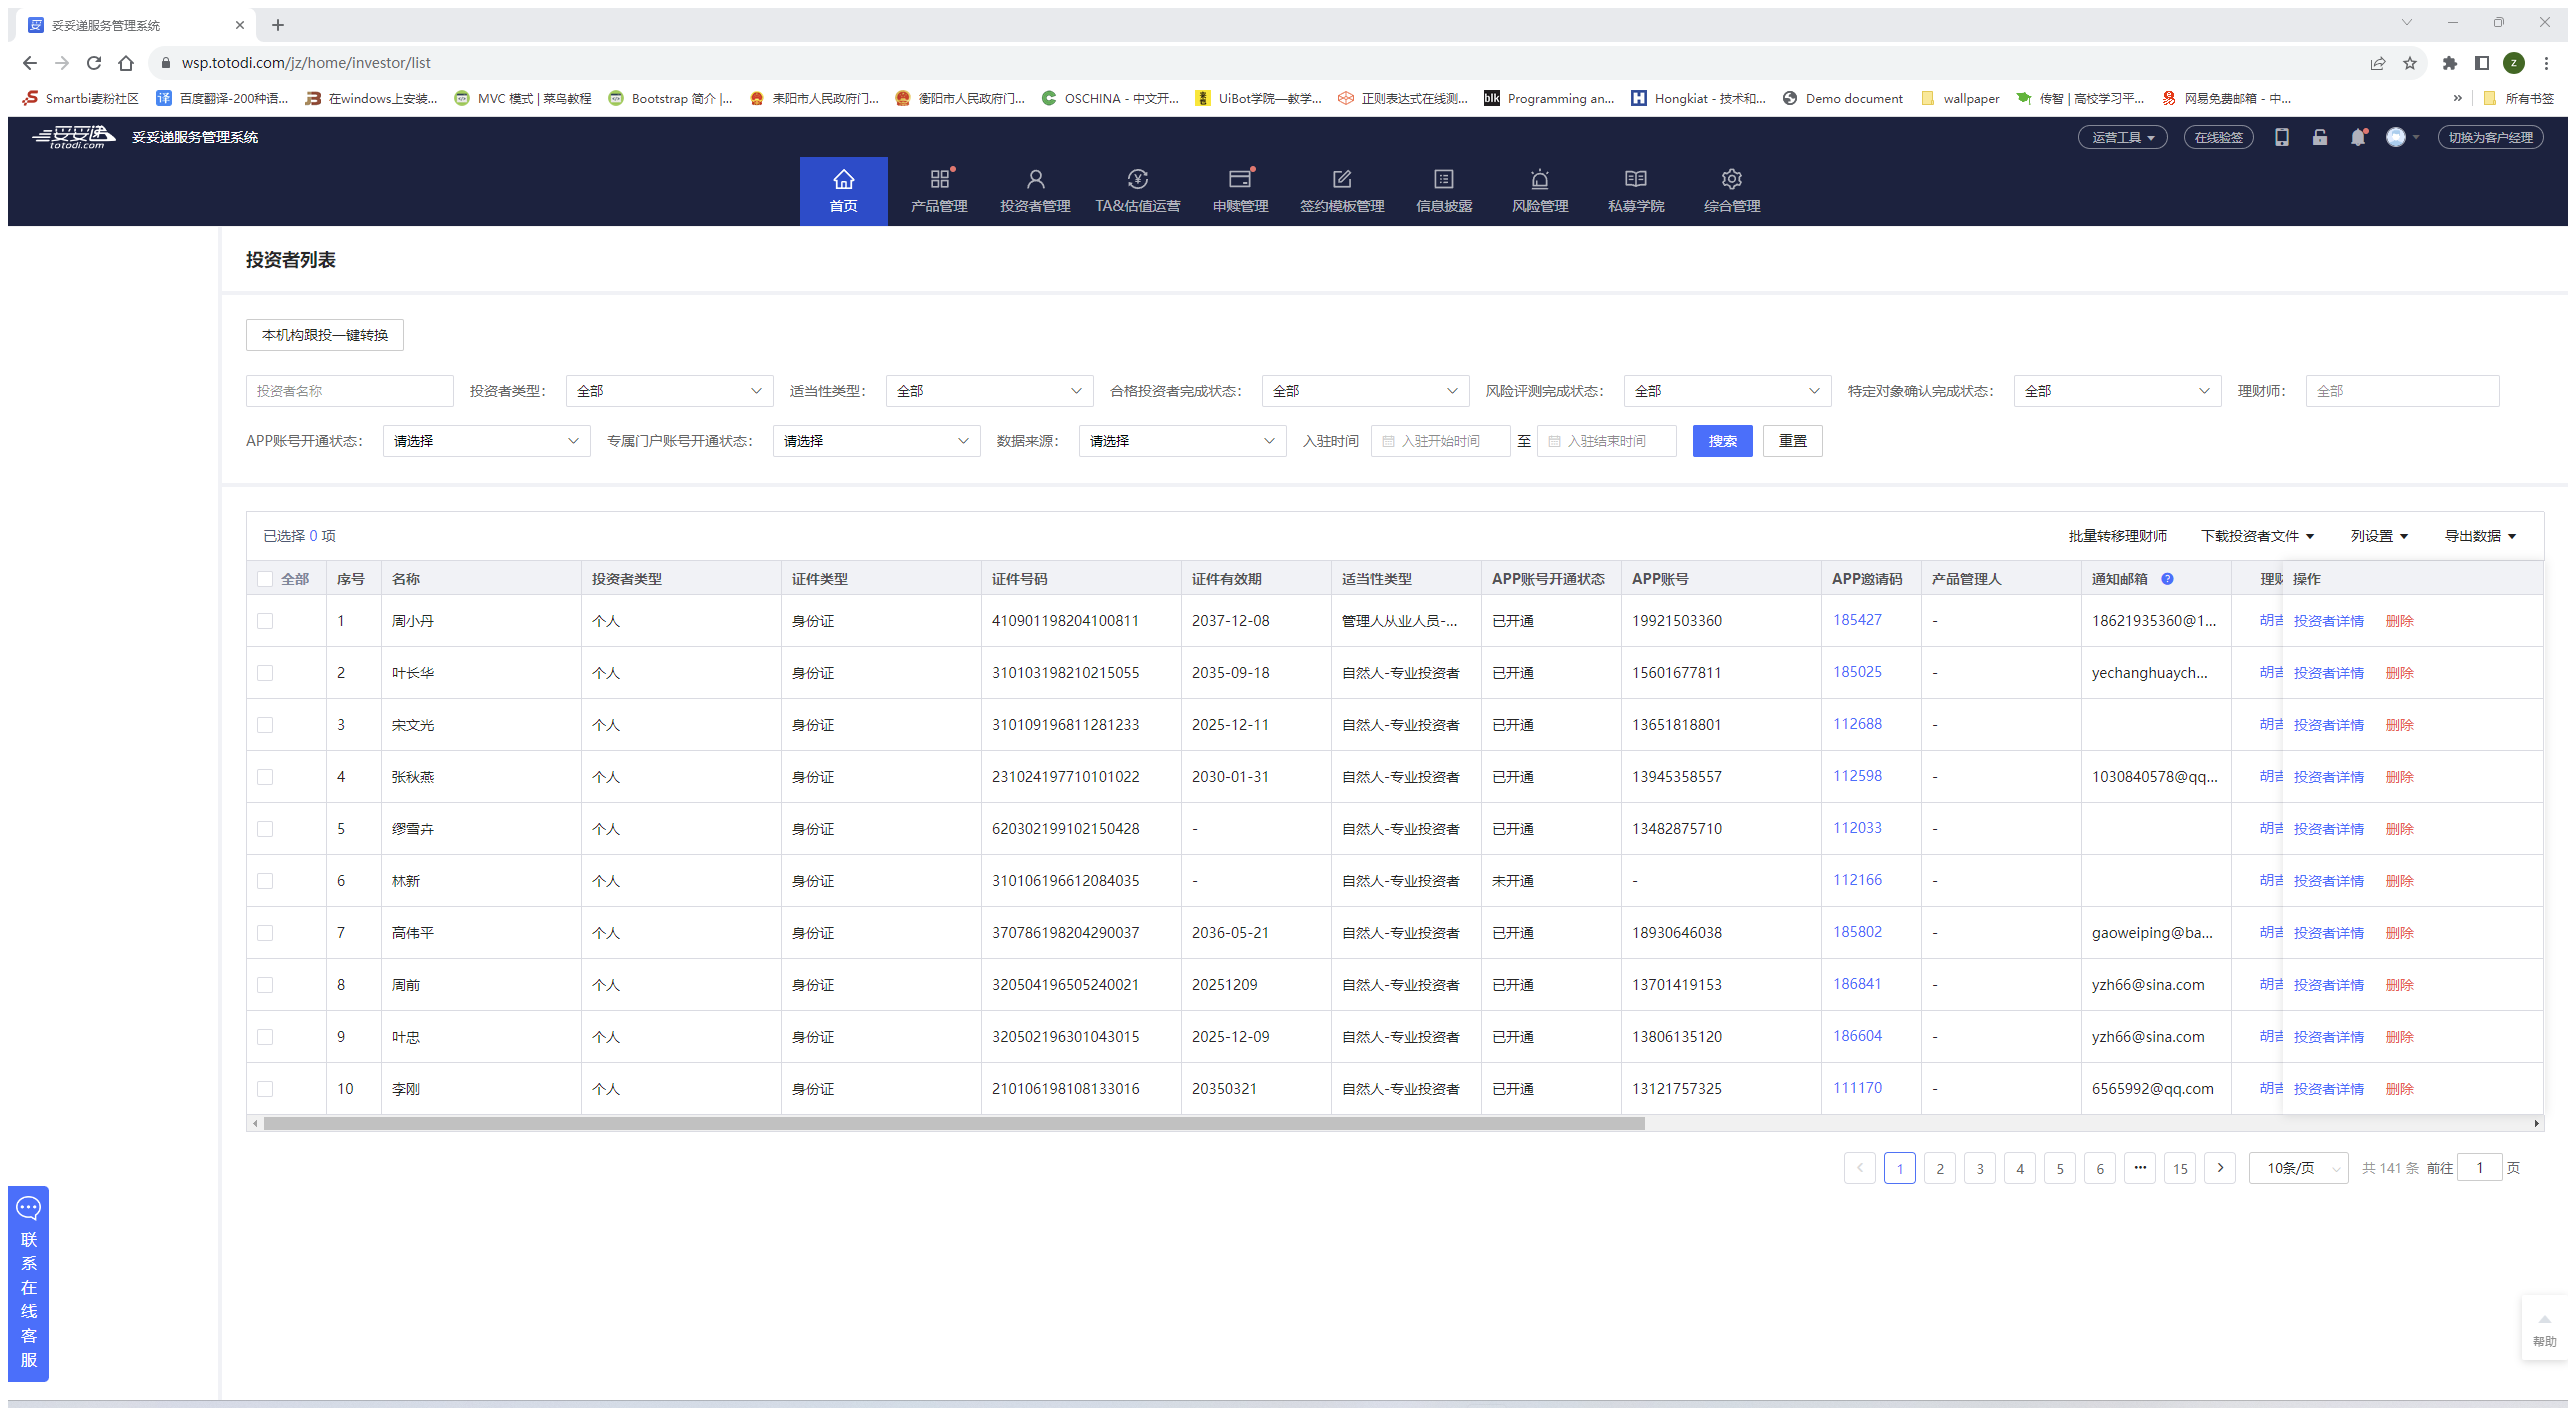 妥妥递服务管理系统
wsp.totodi.com/jz/home/investor/list
Smartbi麦粉社区 百度翻译-200种语... 在windows上安装... MVC 模式 | 菜鸟教程 Bootstrap 简介 |... 耒阳市人民政府门... 衡阳市人民政府门... OSCHINA - 中文开... UiBot学院—教学... 正则表达式在线测... Programming an... Hongkiat - 技术和... Demo document wallpaper 传智 | 高校学习平... 网易免费邮箱 - 中... » 所有书签
妥妥递 totodi.com 妥妥递服务管理系统 运营工具 在线验签 切换为客户经理
首页 产品管理 投资者管理 TA&估值运营 申赎管理 签约模板管理 信息披露 风险管理 私募学院 综合管理
投资者列表
本机构跟投一键转换
投资者名称 投资者类型： 全部 适当性类型： 全部 合格投资者完成状态： 全部 风险评测完成状态： 全部 特定对象确认完成状态： 全部 理财师： 全部
APP账号开通状态： 请选择 专属门户账号开通状态： 请选择 数据来源： 请选择 入驻时间 入驻开始时间 至 入驻结束时间 搜索 重置
已选择 0 项 批量转移理财师 下载投资者文件 列设置 导出数据
全部 序号 名称 投资者类型 证件类型 证件号码 证件有效期 适当性类型 APP账号开通状态 APP账号 APP邀请码 产品管理人 通知邮箱 理财 操作
1 周小丹 个人 身份证 410901198204100811 2037-12-08 管理人从业人员-... 已开通 19921503360 185427 - 18621935360@1... 胡吉 投资者详情 删除
2 叶长华 个人 身份证 310103198210215055 2035-09-18 自然人-专业投资者 已开通 15601677811 185025 - yechanghuaych... 胡吉 投资者详情 删除
3 宋文光 个人 身份证 310109196811281233 2025-12-11 自然人-专业投资者 已开通 13651818801 112688 - 胡吉 投资者详情 删除
4 张秋燕 个人 身份证 231024197710101022 2030-01-31 自然人-专业投资者 已开通 13945358557 112598 - 1030840578@qq... 胡吉 投资者详情 删除
5 缪雪卉 个人 身份证 620302199102150428 - 自然人-专业投资者 已开通 13482875710 112033 - 胡吉 投资者详情 删除
6 林新 个人 身份证 310106196612084035 - 自然人-专业投资者 未开通 - 112166 - 胡吉 投资者详情 删除
7 高伟平 个人 身份证 370786198204290037 2036-05-21 自然人-专业投资者 已开通 18930646038 185802 - gaoweiping@ba... 胡吉 投资者详情 删除
8 周前 个人 身份证 320504196505240021 20251209 自然人-专业投资者 已开通 13701419153 186841 - yzh66@sina.com 胡吉 投资者详情 删除
9 叶忠 个人 身份证 320502196301043015 2025-12-09 自然人-专业投资者 已开通 13806135120 186604 - yzh66@sina.com 胡吉 投资者详情 删除
10 李刚 个人 身份证 210106198108133016 20350321 自然人-专业投资者 已开通 13121757325 111170 - 6565992@qq.com 胡吉 投资者详情 删除
1 2 3 4 5 6 ••• 15 10条/页 共 141 条 前往 1 页
联系在线客服
帮助